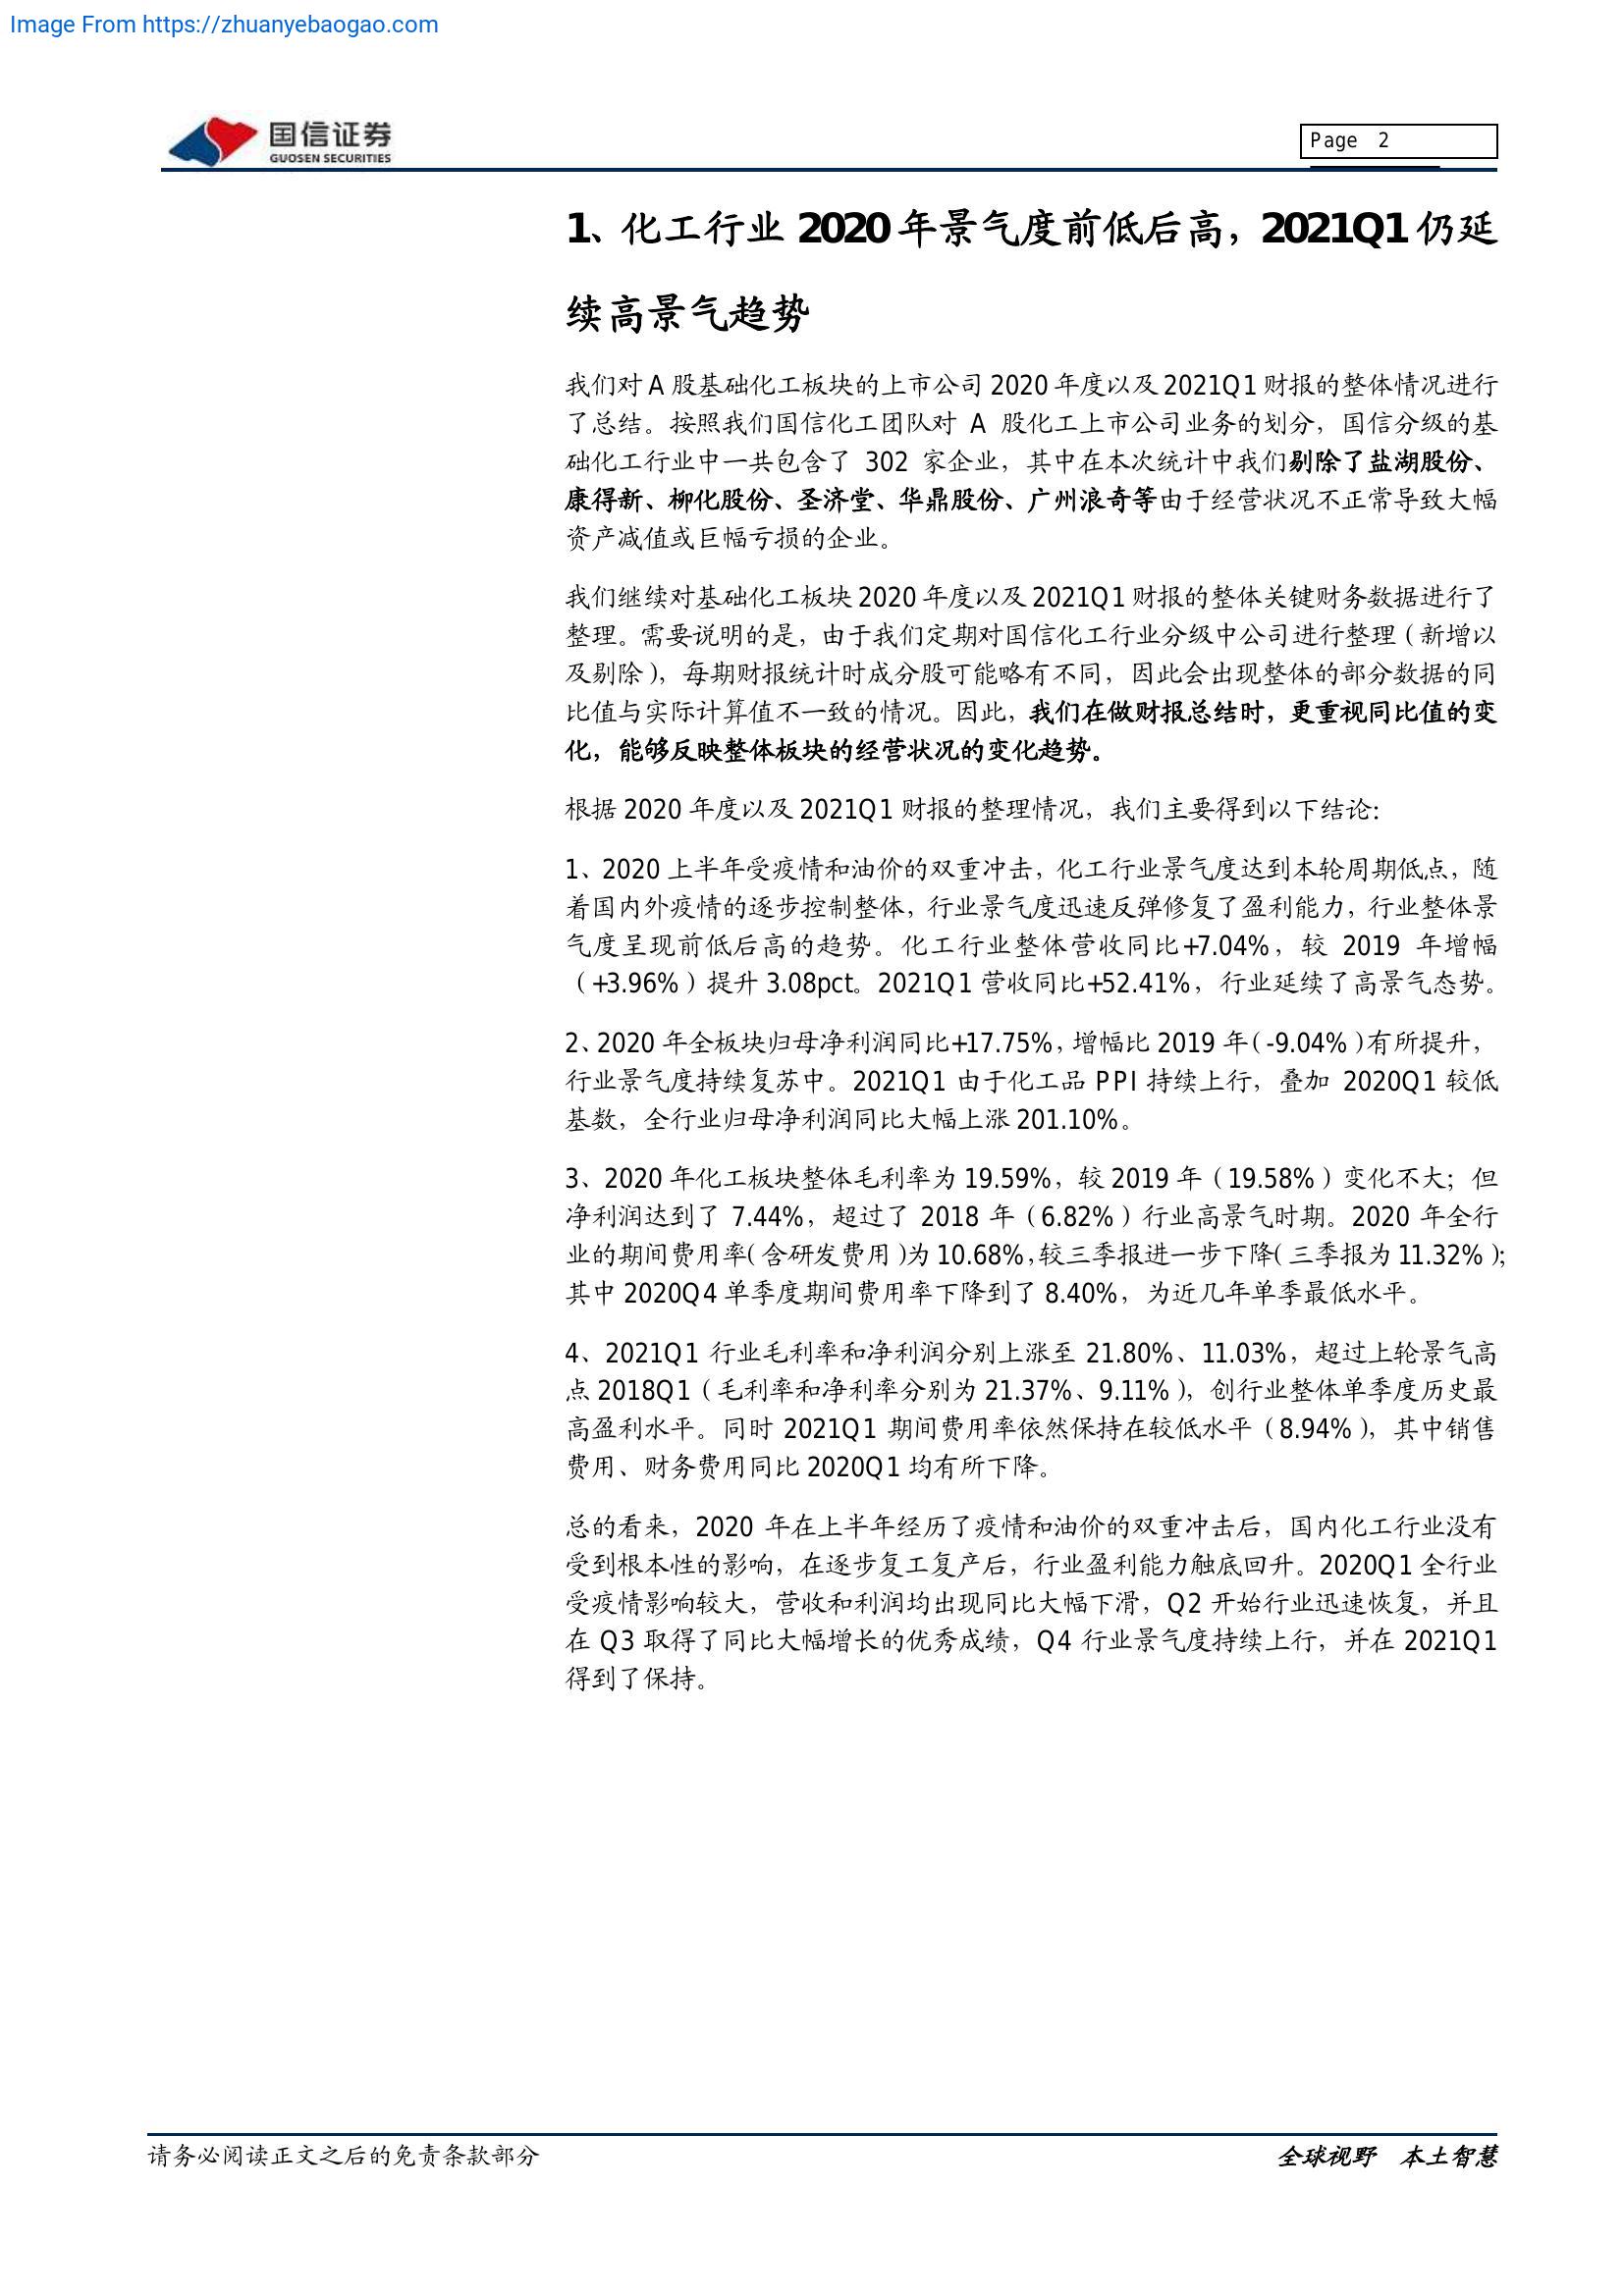 Image From https://zhuanyebaogao.com
国信证券
GUOSEN SECURITIES
Page 2
1、化工行业 2020 年景气度前低后高，2021Q1 仍延
续高景气趋势
我们对 A 股基础化工板块的上市公司 2020 年度以及 2021Q1 财报的整体情况进行
了总结。按照我们国信化工团队对 A 股化工上市公司业务的划分，国信分级的基
础化工行业中一共包含了 302 家企业，其中在本次统计中我们剔除了盐湖股份、
康得新、柳化股份、圣济堂、华鼎股份、广州浪奇等由于经营状况不正常导致大幅
资产减值或巨幅亏损的企业。
我们继续对基础化工板块 2020 年度以及 2021Q1 财报的整体关键财务数据进行了
整理。需要说明的是，由于我们定期对国信化工行业分级中公司进行整理（新增以
及剔除），每期财报统计时成分股可能略有不同，因此会出现整体的部分数据的同
比值与实际计算值不一致的情况。因此，我们在做财报总结时，更重视同比值的变
化，能够反映整体板块的经营状况的变化趋势。
根据 2020 年度以及 2021Q1 财报的整理情况，我们主要得到以下结论：
1、2020 上半年受疫情和油价的双重冲击，化工行业景气度达到本轮周期低点，随
着国内外疫情的逐步控制整体，行业景气度迅速反弹修复了盈利能力，行业整体景
气度呈现前低后高的趋势。化工行业整体营收同比+7.04%，较 2019 年增幅
（+3.96%）提升 3.08pct。2021Q1 营收同比+52.41%，行业延续了高景气态势。
2、2020 年全板块归母净利润同比+17.75%，增幅比 2019 年（-9.04%）有所提升，
行业景气度持续复苏中。2021Q1 由于化工品 PPI 持续上行，叠加 2020Q1 较低
基数，全行业归母净利润同比大幅上涨 201.10%。
3、2020 年化工板块整体毛利率为 19.59%，较 2019 年（19.58%）变化不大；但
净利润达到了 7.44%，超过了 2018 年（6.82%）行业高景气时期。2020 年全行
业的期间费用率（含研发费用）为 10.68%，较三季报进一步下降（三季报为 11.32%）；
其中 2020Q4 单季度期间费用率下降到了 8.40%，为近几年单季最低水平。
4、2021Q1 行业毛利率和净利润分别上涨至 21.80%、11.03%，超过上轮景气高
点 2018Q1（毛利率和净利率分别为 21.37%、9.11%），创行业整体单季度历史最
高盈利水平。同时 2021Q1 期间费用率依然保持在较低水平（8.94%），其中销售
费用、财务费用同比 2020Q1 均有所下降。
总的看来，2020 年在上半年经历了疫情和油价的双重冲击后，国内化工行业没有
受到根本性的影响，在逐步复工复产后，行业盈利能力触底回升。2020Q1 全行业
受疫情影响较大，营收和利润均出现同比大幅下滑，Q2 开始行业迅速恢复，并且
在 Q3 取得了同比大幅增长的优秀成绩，Q4 行业景气度持续上行，并在 2021Q1
得到了保持。
请务必阅读正文之后的免责条款部分
全球视野 本土智慧